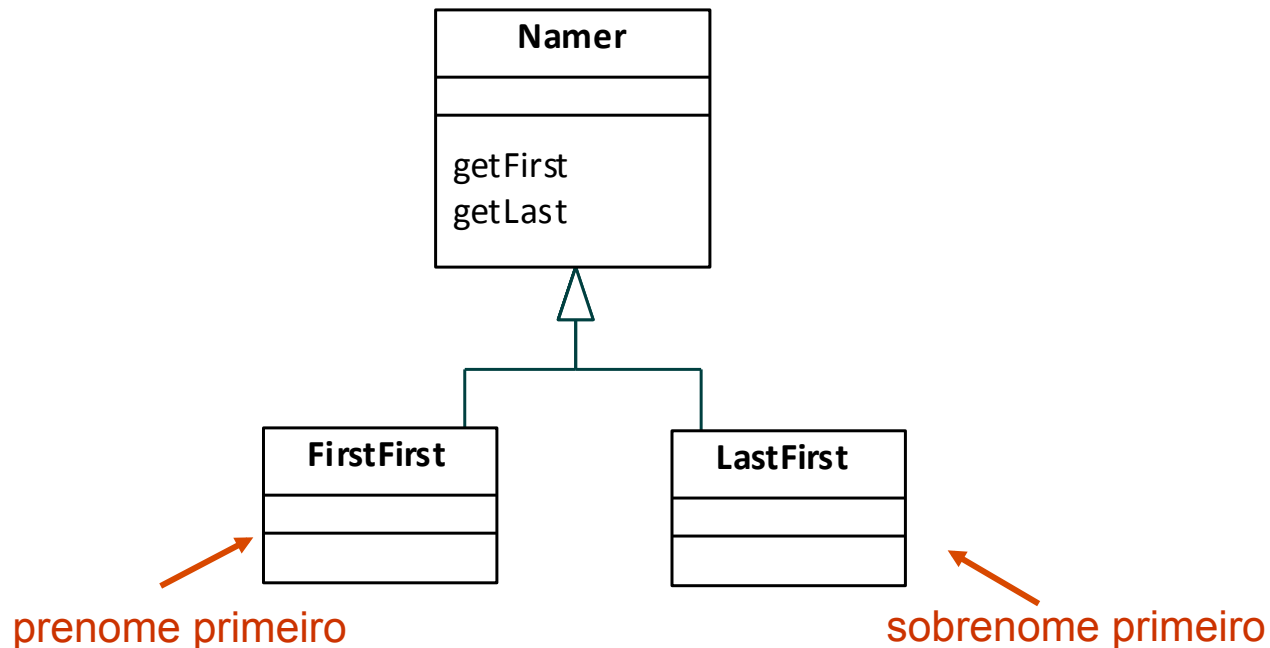 Namer
getFirst
getLast
FirstFirst
LastFirst
prenome primeiro
sobrenome primeiro